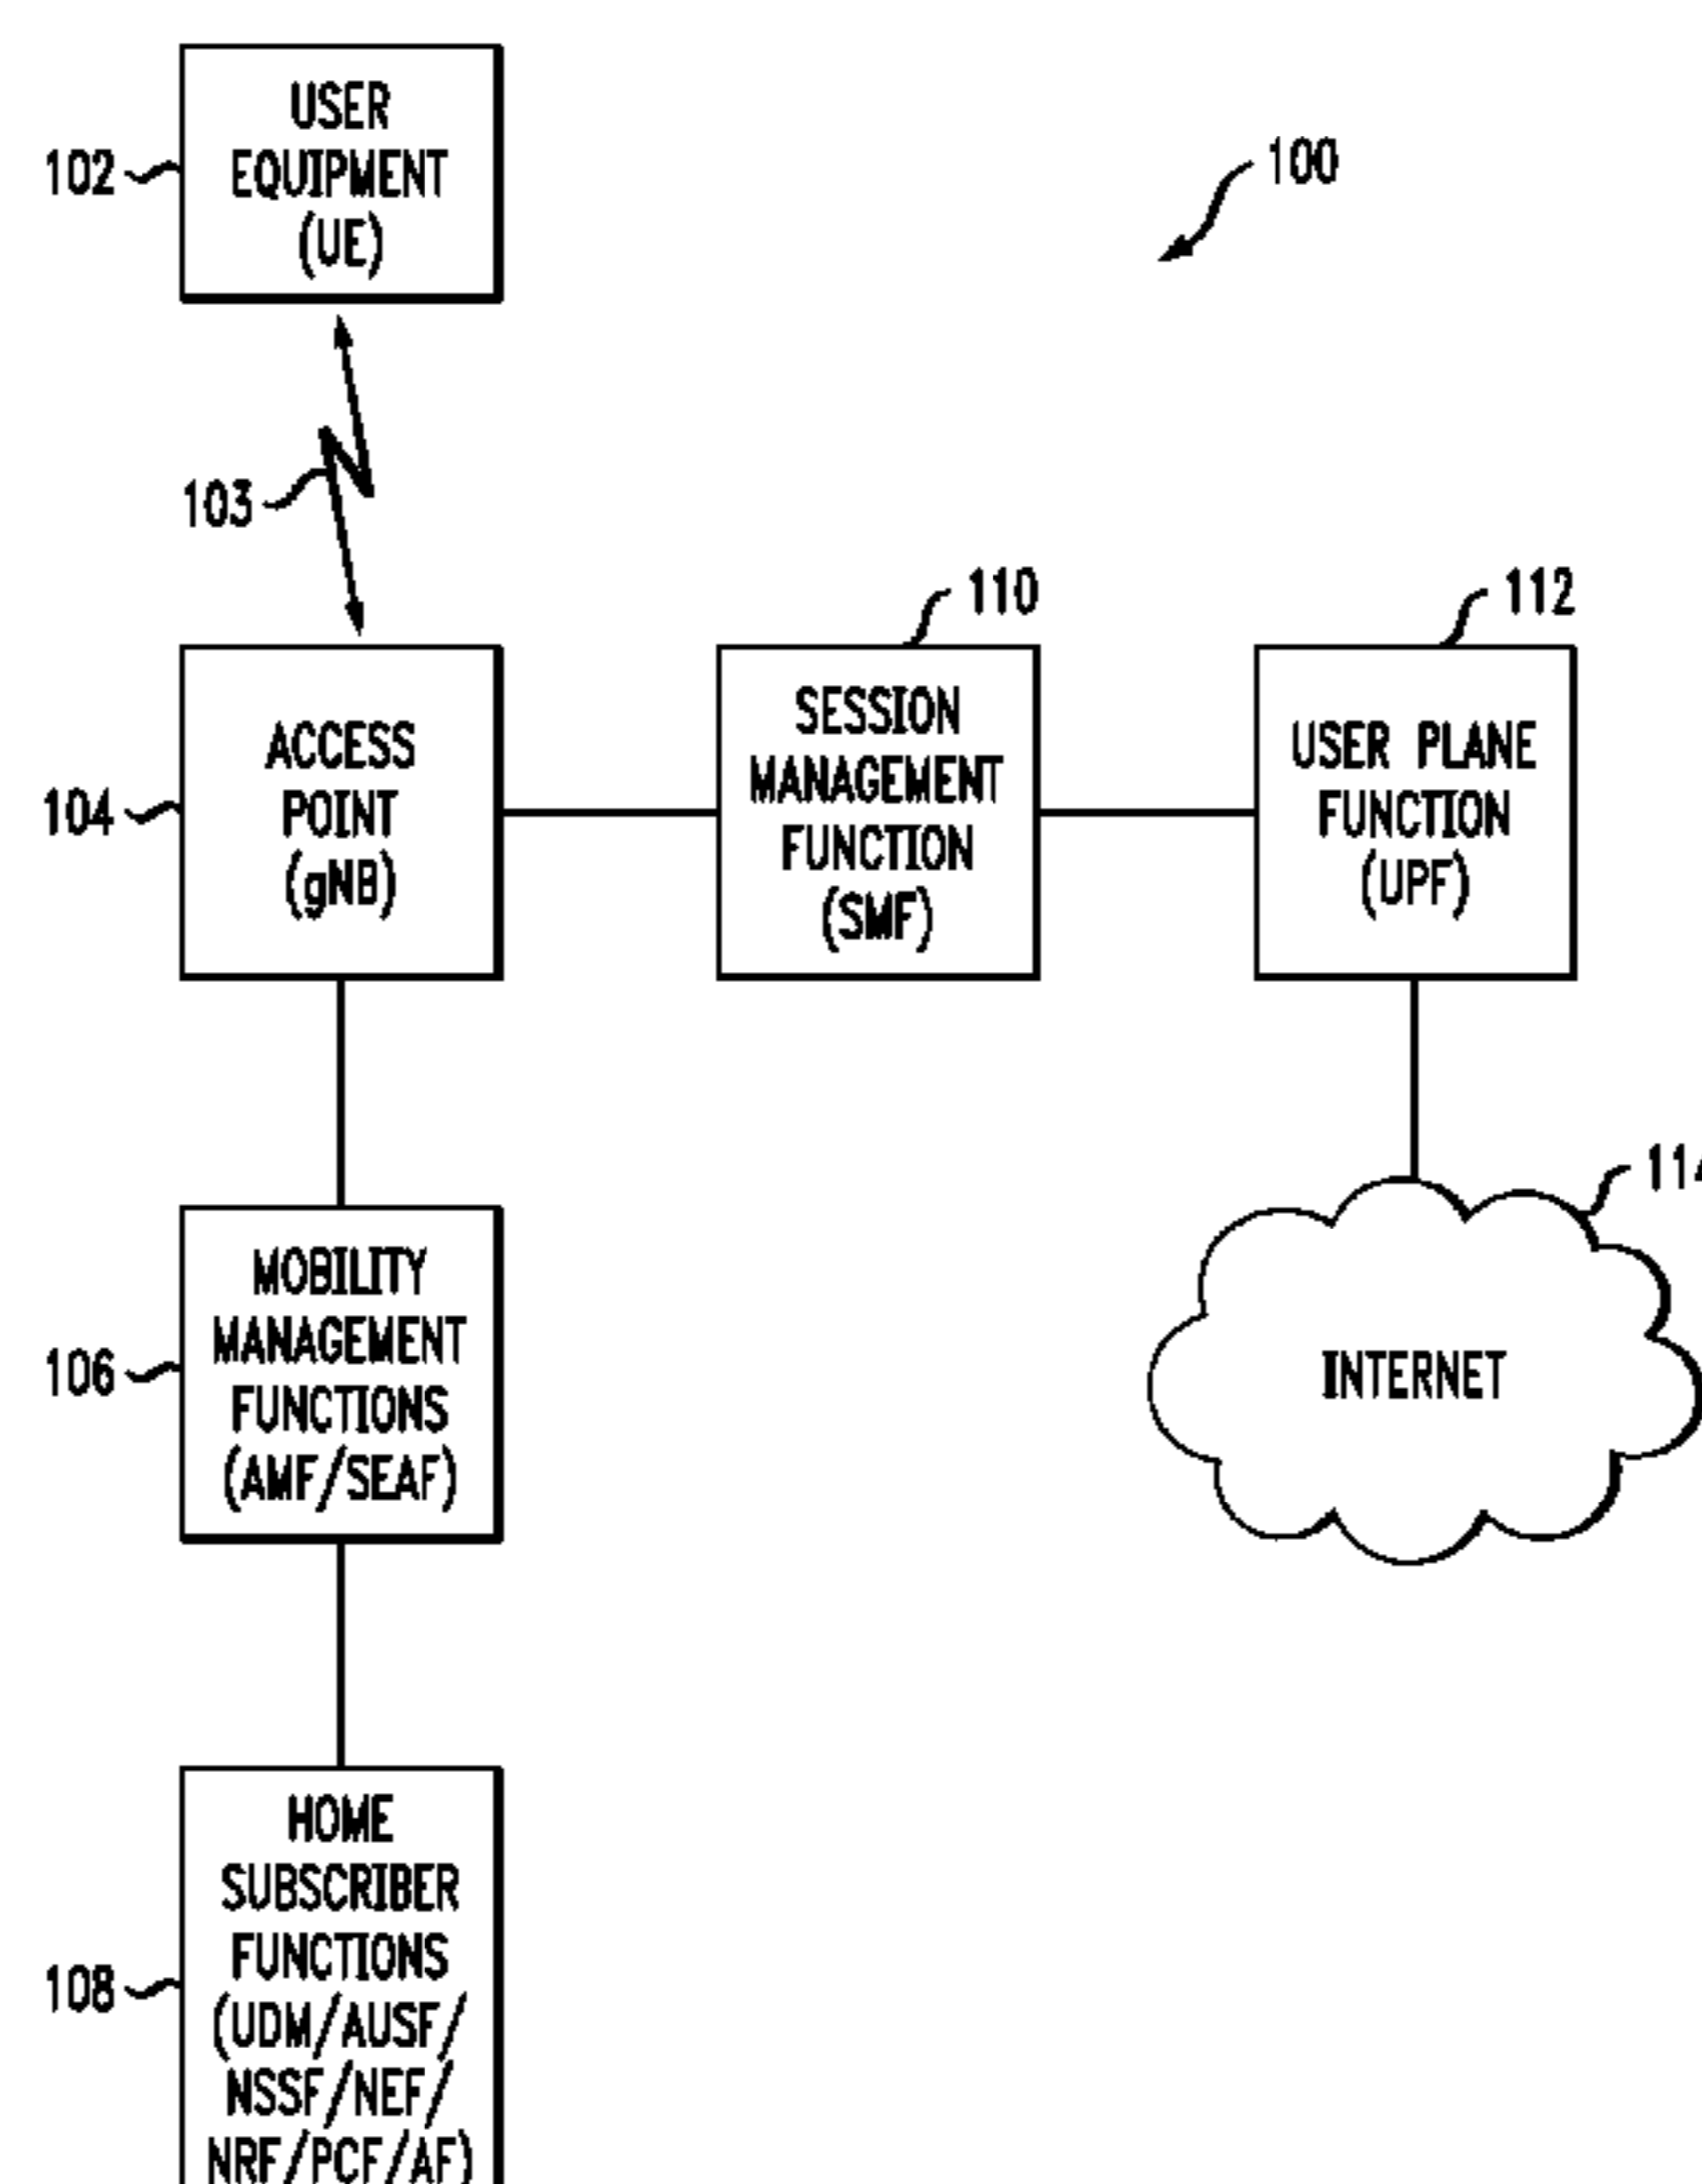 USER
EQUIPMENT
(UE)
102
100
103
110
112
ACCESS
POINT
(gNB)
104
SESSION
MANAGEMENT
FUNCTION
(SMF)
USER PLANE
FUNCTION
(UPF)
114
MOBILITY
MANAGEMENT
FUNCTIONS
(AMF/SEAF)
106
INTERNET
HOME
SUBSCRIBER
FUNCTIONS
(UDM/AUSF/
NSSF/NEF/
NRF/PCF/AF)
108